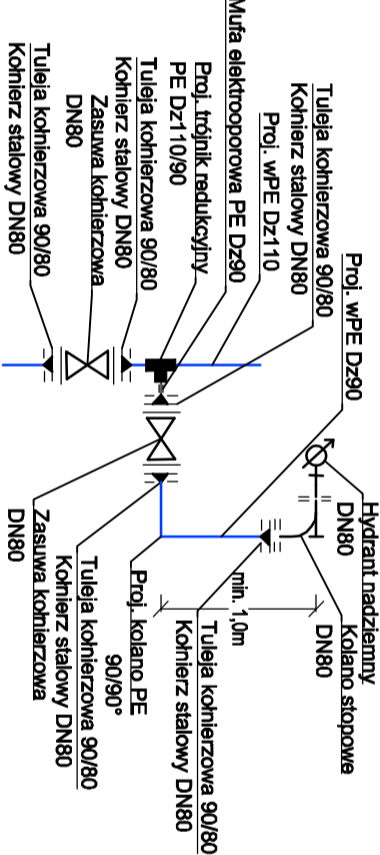 Proj. wPE Dz90
Tuleja kołnierzowa 90/80
Kołnierz stalowy DN80
Proj. wPE Dz110
Mufa elektrooporowa PE Dz90
Proj. trójnik redukcyjny
PE Dz110/90
Tuleja kołnierzowa 90/80
Kołnierz stalowy DN80
Zasuwa kołnierzowa
DN80
Tuleja kołnierzowa 90/80
Kołnierz stalowy DN80
Hydrant nadziemny
DN80
Kolano stopowe
DN80
min. 1,0m
Tuleja kołnierzowa 90/80
Kołnierz stalowy DN80
Proj. kolano PE
90/90°
Tuleja kołnierzowa 90/80
Kołnierz stalowy DN80
Zasuwa kołnierzowa
DN80